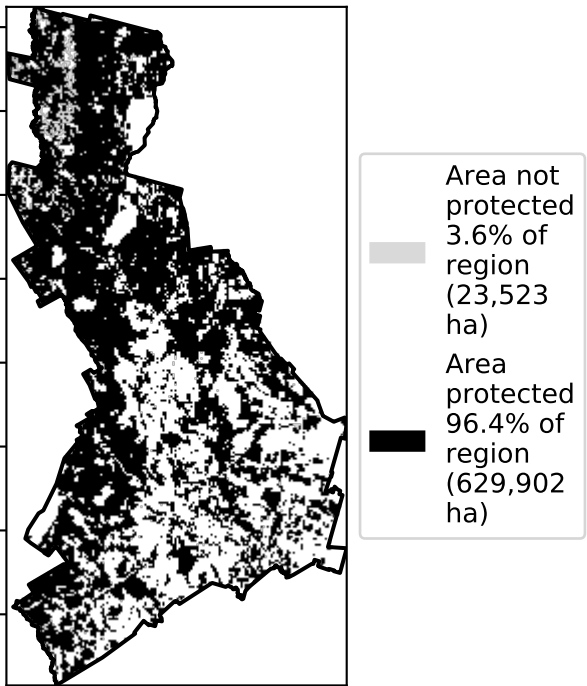 Area not
protected
3.6% of
region
(23,523
ha)
Area
protected
96.4% of
region
(629,902
ha)